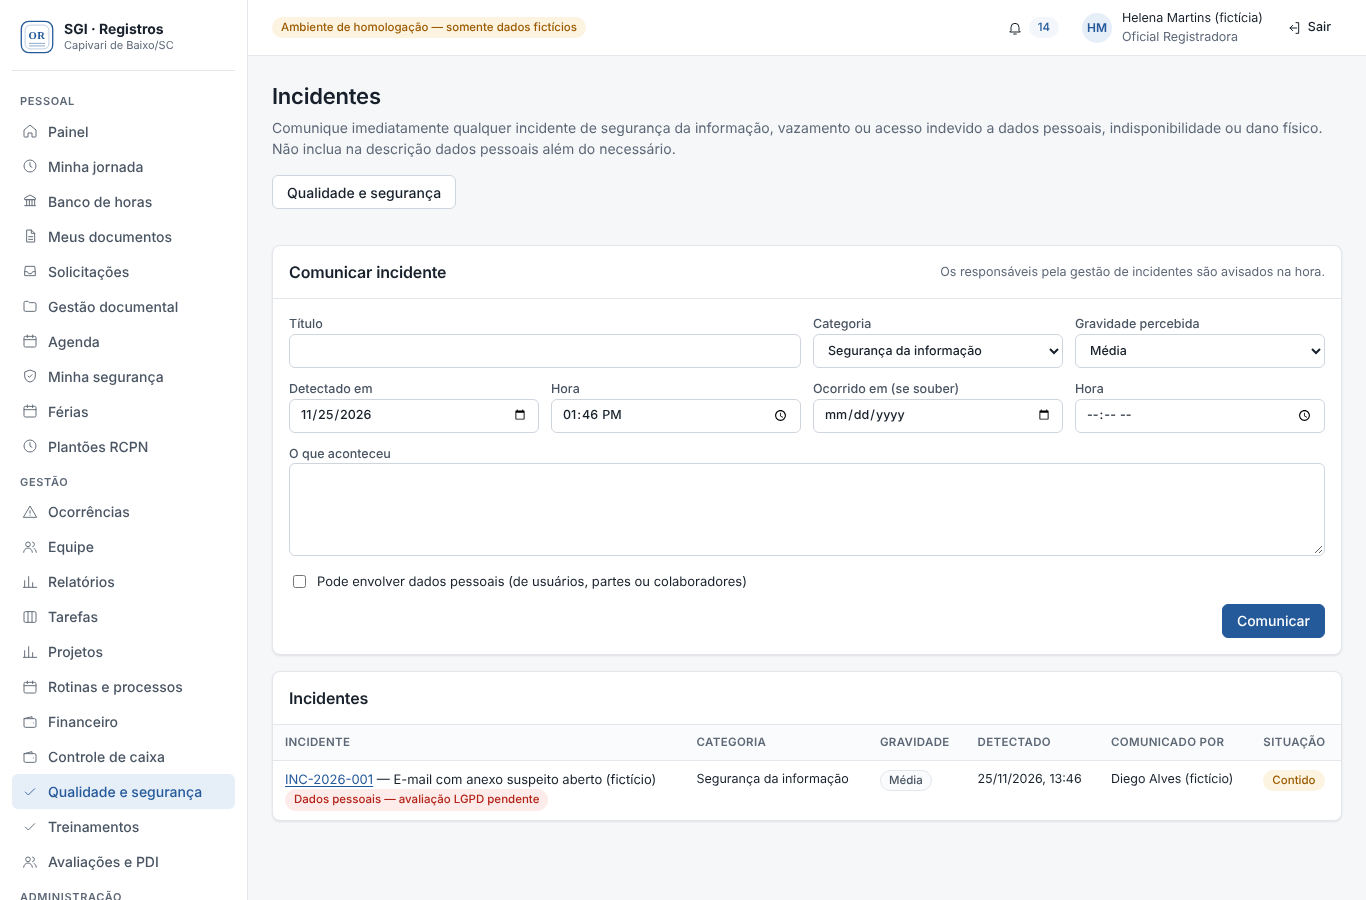 OR
SGI · Registros
Capivari de Baixo/SC
Ambiente de homologação — somente dados fictícios
14
HM
Helena Martins (fictícia)
Oficial Registradora
Sair
PESSOAL
Painel
Minha jornada
Banco de horas
Meus documentos
Solicitações
Gestão documental
Agenda
Minha segurança
Férias
Plantões RCPN
GESTÃO
Ocorrências
Equipe
Relatórios
Tarefas
Projetos
Rotinas e processos
Financeiro
Controle de caixa
Qualidade e segurança
Treinamentos
Avaliações e PDI
ADMINISTRAÇÃO
Incidentes
Comunique imediatamente qualquer incidente de segurança da informação, vazamento ou acesso indevido a dados pessoais, indisponibilidade ou dano físico.
Não inclua na descrição dados pessoais além do necessário.
Qualidade e segurança
Comunicar incidente
Os responsáveis pela gestão de incidentes são avisados na hora.
Título
Categoria
Gravidade percebida
Segurança da informação
Média
Detectado em
Hora
Ocorrido em (se souber)
Hora
11/25/2026
01:46 PM
mm/dd/yyyy
--:-- --
O que aconteceu
Pode envolver dados pessoais (de usuários, partes ou colaboradores)
Comunicar
Incidentes
INCIDENTE
CATEGORIA
GRAVIDADE
DETECTADO
COMUNICADO POR
SITUAÇÃO
INC-2026-001 — E-mail com anexo suspeito aberto (fictício)
Dados pessoais — avaliação LGPD pendente
Segurança da informação
Média
25/11/2026, 13:46
Diego Alves (fictício)
Contido